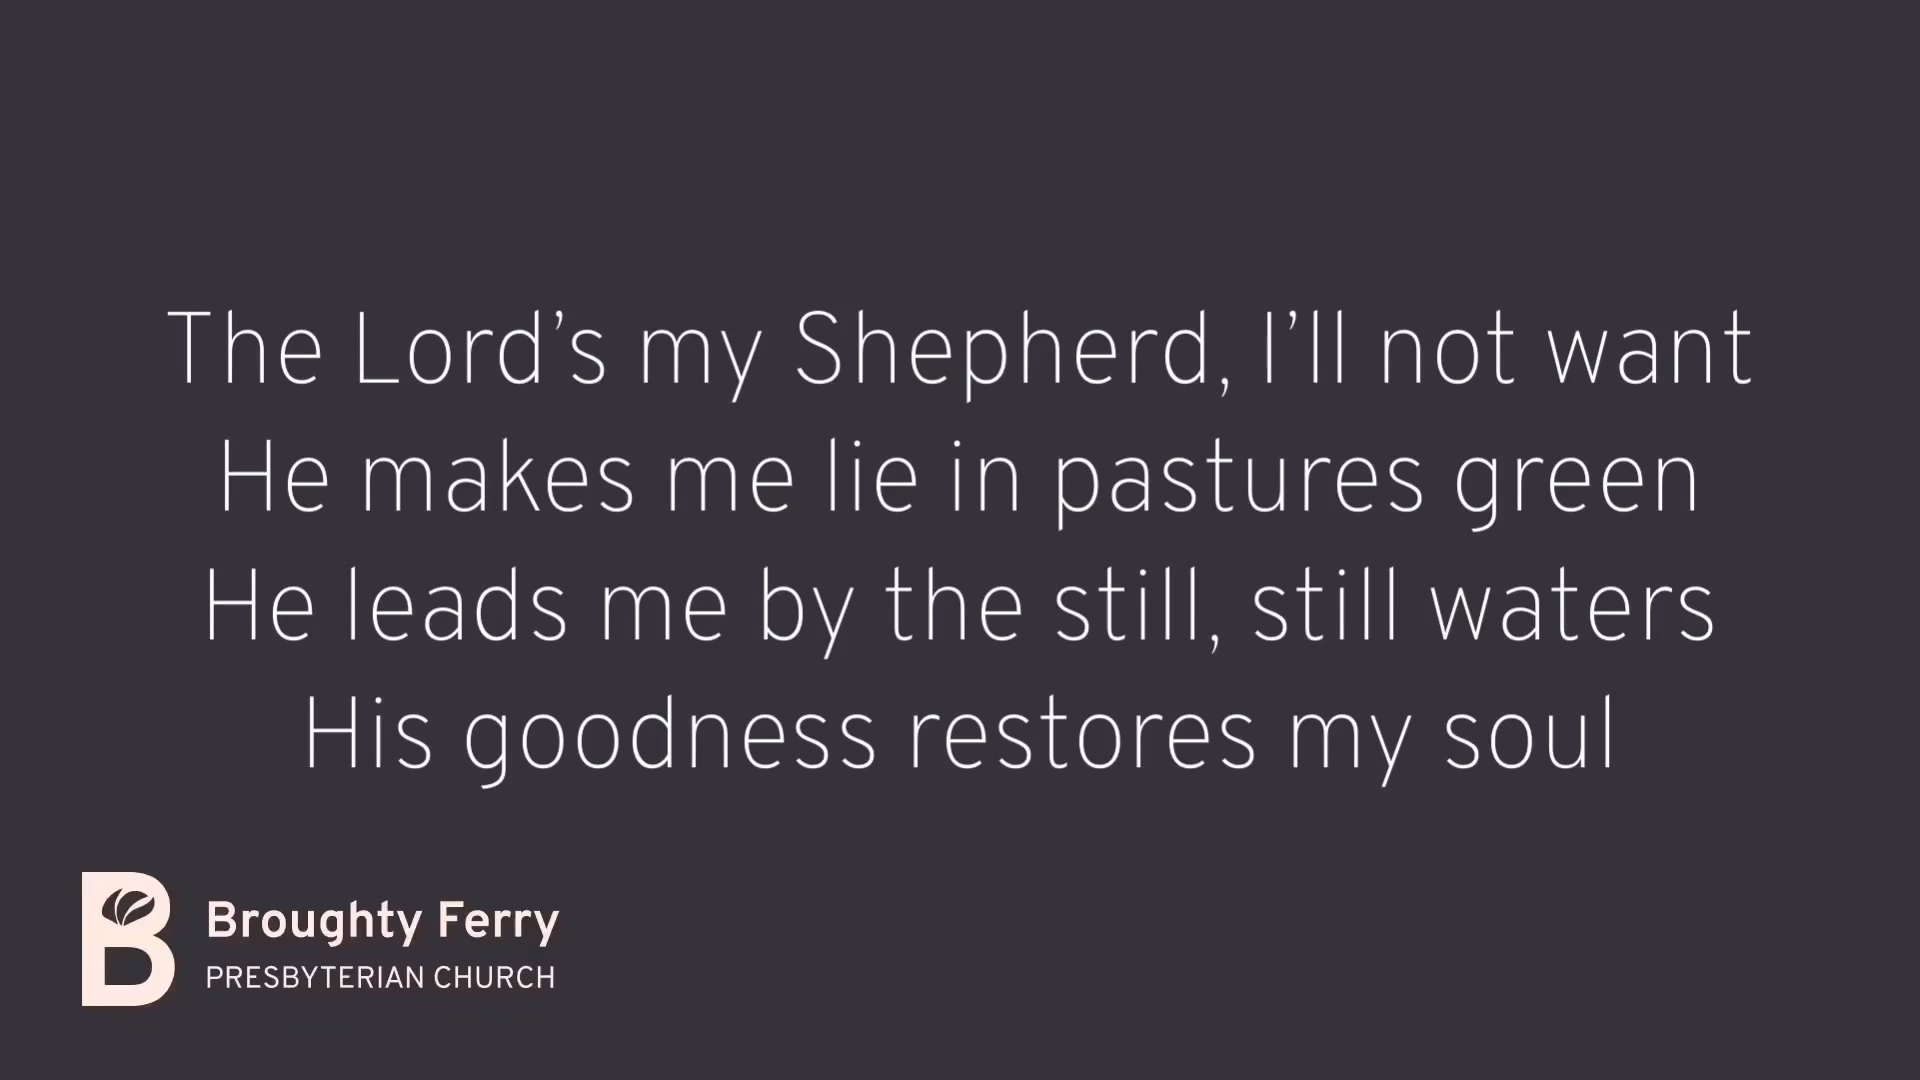 The Lord’s my Shepherd, I’ll not want
He makes me lie in pastures green
He leads me by the still, still waters
His goodness restores my soul
Broughty Ferry
PRESBYTERIAN CHURCH